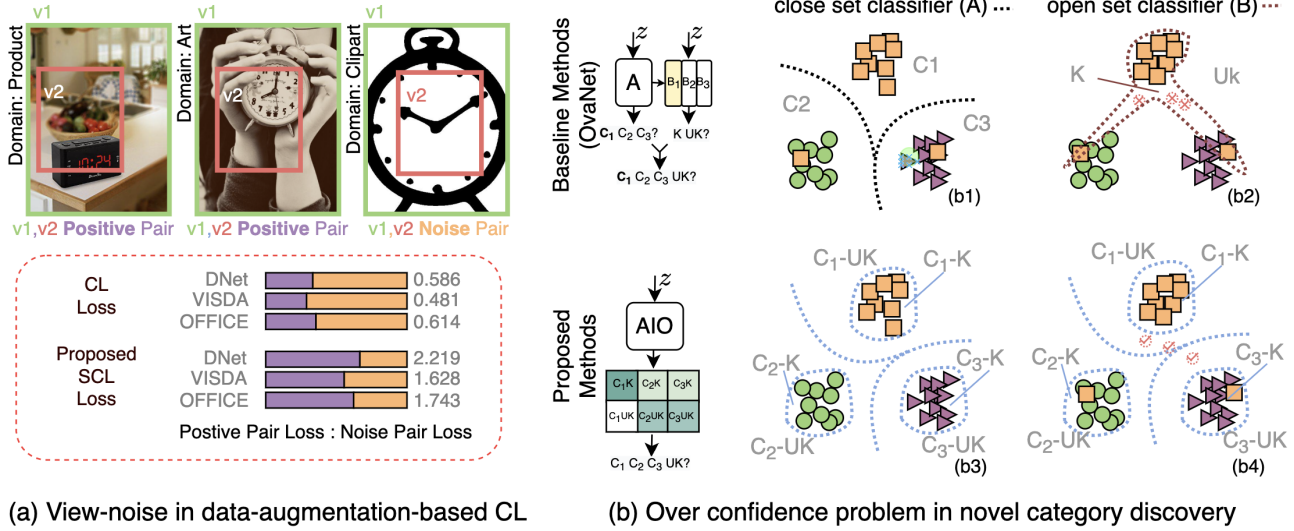 v1
v1
v1
Domain: Product
Domain: Art
Domain: Clipart
v2
v2
v2
10:24
v1,v2 Positive Pair
v1,v2 Positive Pair
v1,v2 Noise Pair
CL
Loss
DNet 0.586
VISDA 0.481
OFFICE 0.614
Proposed
SCL
Loss
DNet 2.219
VISDA 1.628
OFFICE 1.743
Postive Pair Loss : Noise Pair Loss
(a) View-noise in data-augmentation-based CL
Baseline Methods
(OvaNet)
z
z
A
B1 B2 B3
C1 C2 C3?
K UK?
C1 C2 C3 UK?
close set classifier (A)
C1
C2
C3
(b1)
open set classifier (B)
K
Uk
(b2)
Proposed
Methods
z
AIO
C1K C2K C3K
C1UK C2UK C3UK
C1 C2 C3 UK?
C1-UK
C1-K
C2-K
C3-K
C2-UK
C3-UK
(b3)
C1-UK
C1-K
C2-K
C3-K
C2-UK
C3-UK
(b4)
(b) Over confidence problem in novel category discovery